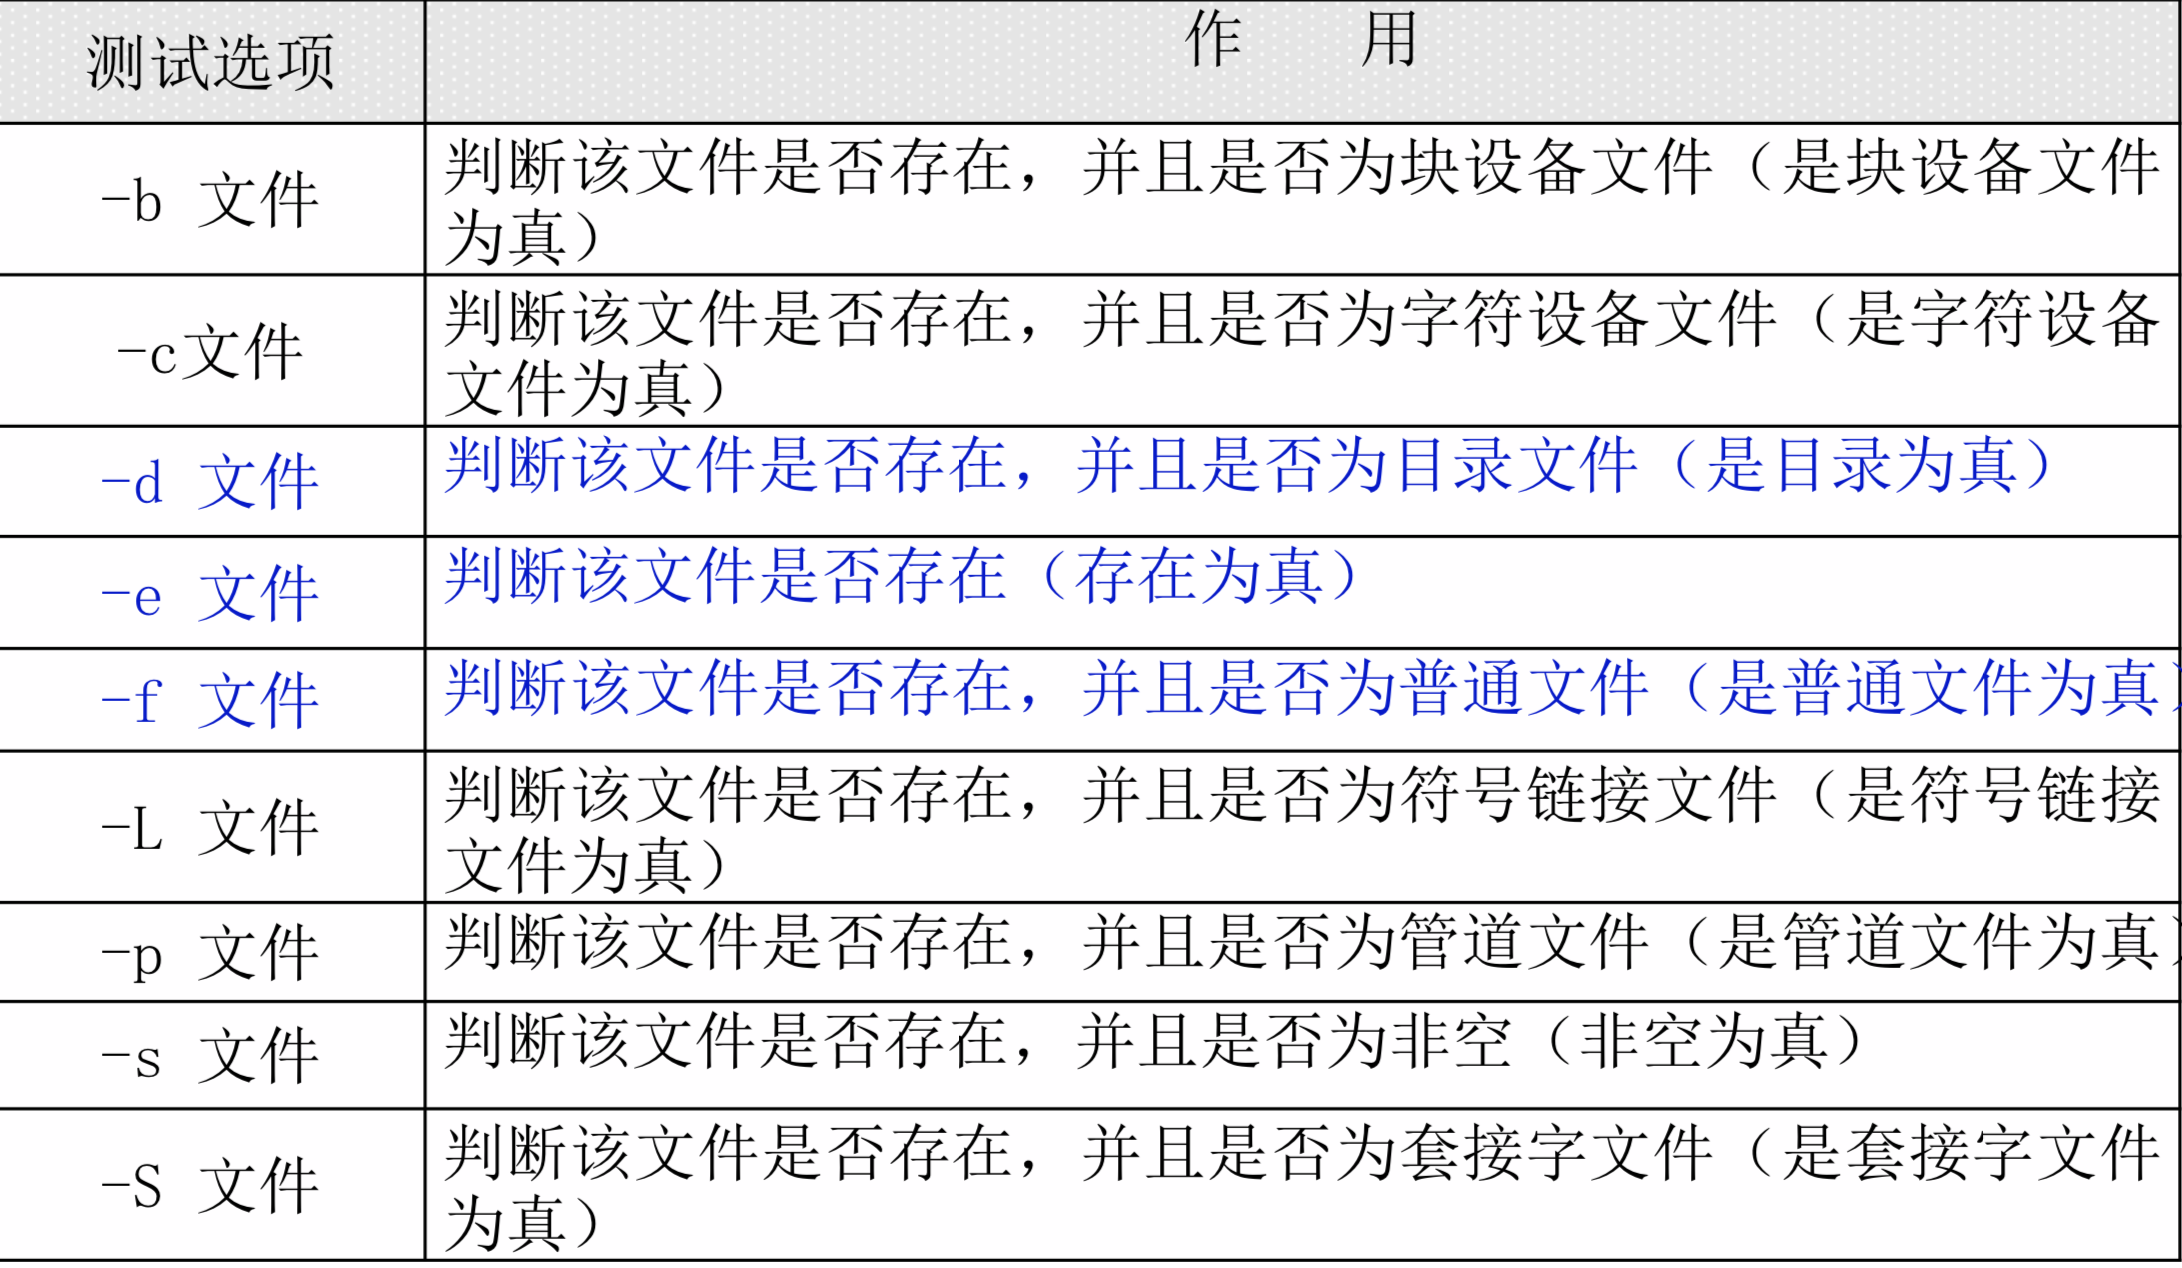 测试选项
作 用
-b 文件
判断该文件是否存在，并且是否为块设备文件（是块设备文件
为真）
-c文件
判断该文件是否存在，并且是否为字符设备文件（是字符设备
文件为真）
-d 文件
判断该文件是否存在，并且是否为目录文件（是目录为真）
-e 文件
判断该文件是否存在（存在为真）
-f 文件
判断该文件是否存在，并且是否为普通文件（是普通文件为真）
-L 文件
判断该文件是否存在，并且是否为符号链接文件（是符号链接
文件为真）
-p 文件
判断该文件是否存在，并且是否为管道文件（是管道文件为真）
-s 文件
判断该文件是否存在，并且是否为非空（非空为真）
-S 文件
判断该文件是否存在，并且是否为套接字文件（是套接字文件
为真）